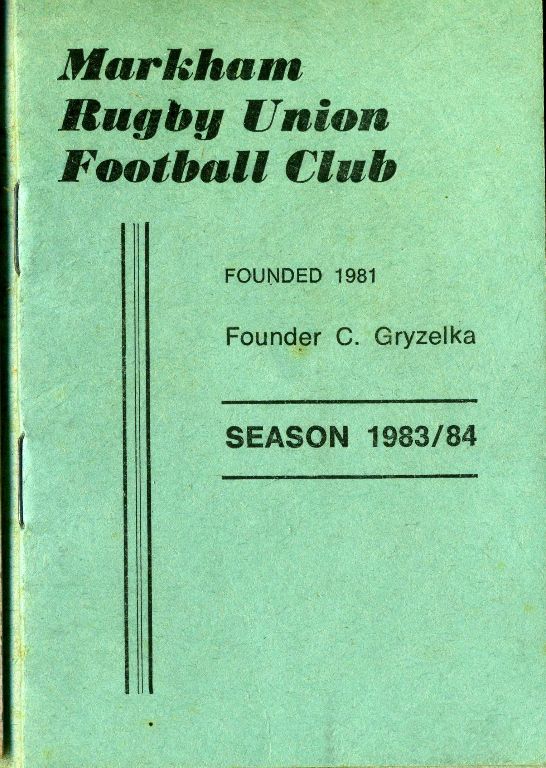 Markham
Rugby Union
Football Club
FOUNDED 1981
Founder C. Gryzelka
SEASON 1983/84